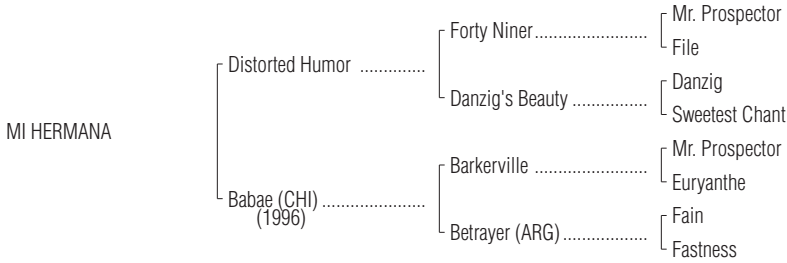 Mr. Prospector
Forty Niner........................
File
Distorted Humor ..............
Danzig
Danzig's Beauty ................
Sweetest Chant
MI HERMANA
Mr. Prospector
Barkerville ........................
Euryanthe
Babae (CHI) ......................
(1996)
Fain
Betrayer (ARG)..................
Fastness